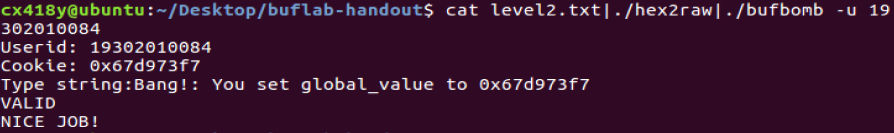 cx418y@ubuntu:~/Desktop/buflab-handout$ cat level2.txt|./hex2raw|./bufbomb -u 19
302010084
Userid: 19302010084
Cookie: 0x67d973f7
Type string:Bang!: You set global_value to 0x67d973f7
VALID
NICE JOB!